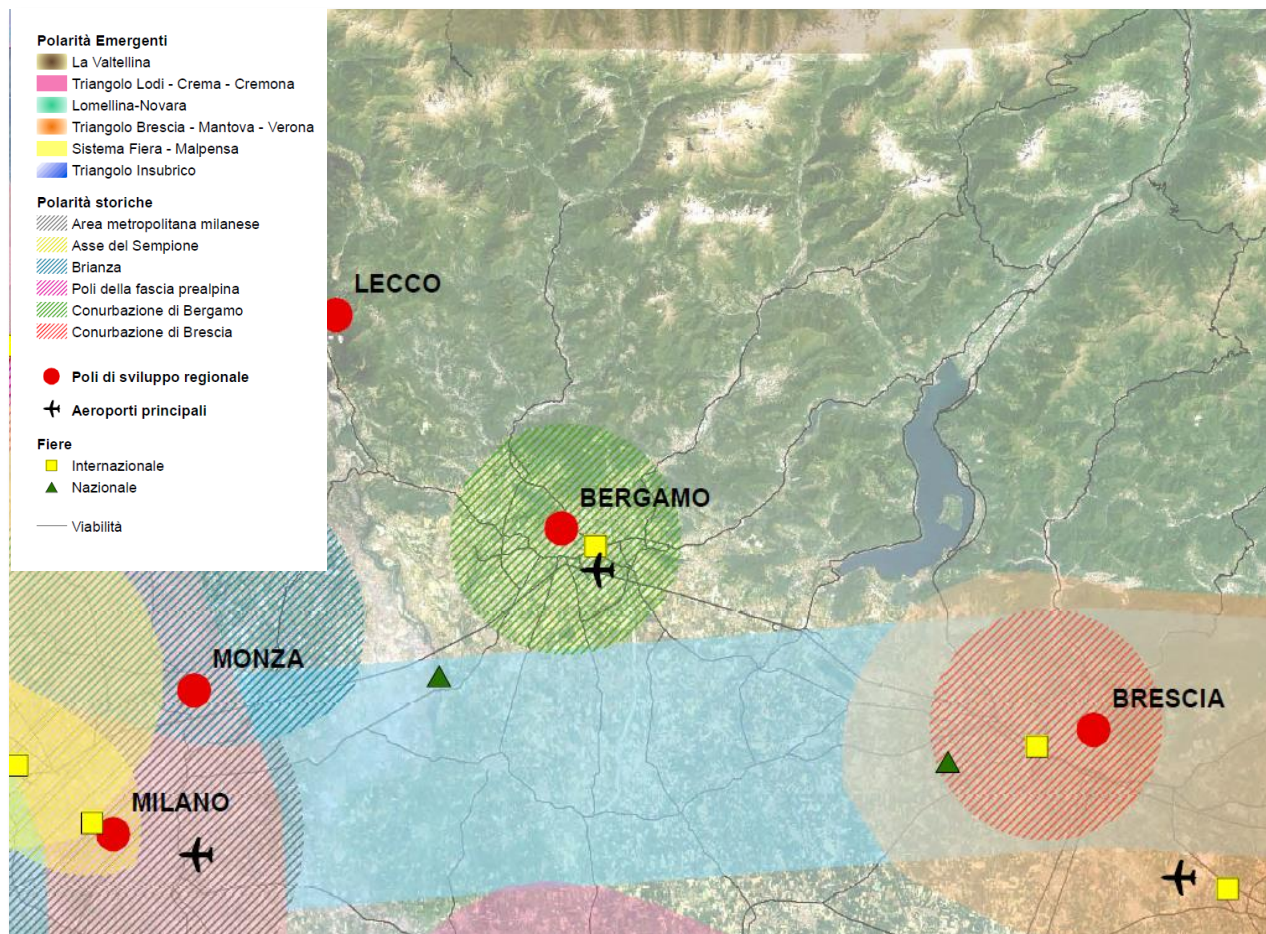 Polarità Emergenti
La Valtellina
Triangolo Lodi - Crema - Cremona
Lomellina-Novara
Triangolo Brescia - Mantova - Verona
Sistema Fiera - Malpensa
Triangolo Insubrico
Polarità storiche
Area metropolitana milanese
Asse del Sempione
Brianza
Poli della fascia prealpina
Conurbazione di Bergamo
Conurbazione di Brescia
Poli di sviluppo regionale
Aeroporti principali
Fiere
Internazionale
Nazionale
Viabilità
LECCO
BERGAMO
MONZA
BRESCIA
MILANO